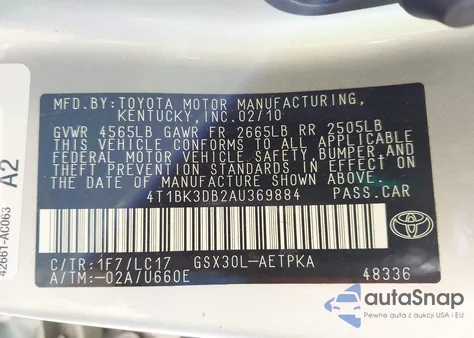 MFD.BY:TOYOTA MOTOR MANUFACTURING,
KENTUCKY,INC.02/10
GVWR 4565LB GAWR FR 2665LB RR 2505LB
THIS VEHICLE CONFORMS TO ALL APPLICABLE
FEDERAL MOTOR VEHICLE SAFETY, BUMPER AND
THEFT PREVENTION STANDARDS IN EFFECT ON
THE DATE OF MANUFACTURE SHOWN ABOVE.
4T1BK3DB2AU369884 PASS.CAR
C/TR:1F7/LC17 GSX30L-AETPKA
A/TM:-02A/U660E 48336
TOYOTA
A2
42661-AC063
autoSnap
Pewne auta z aukcji USA i EU